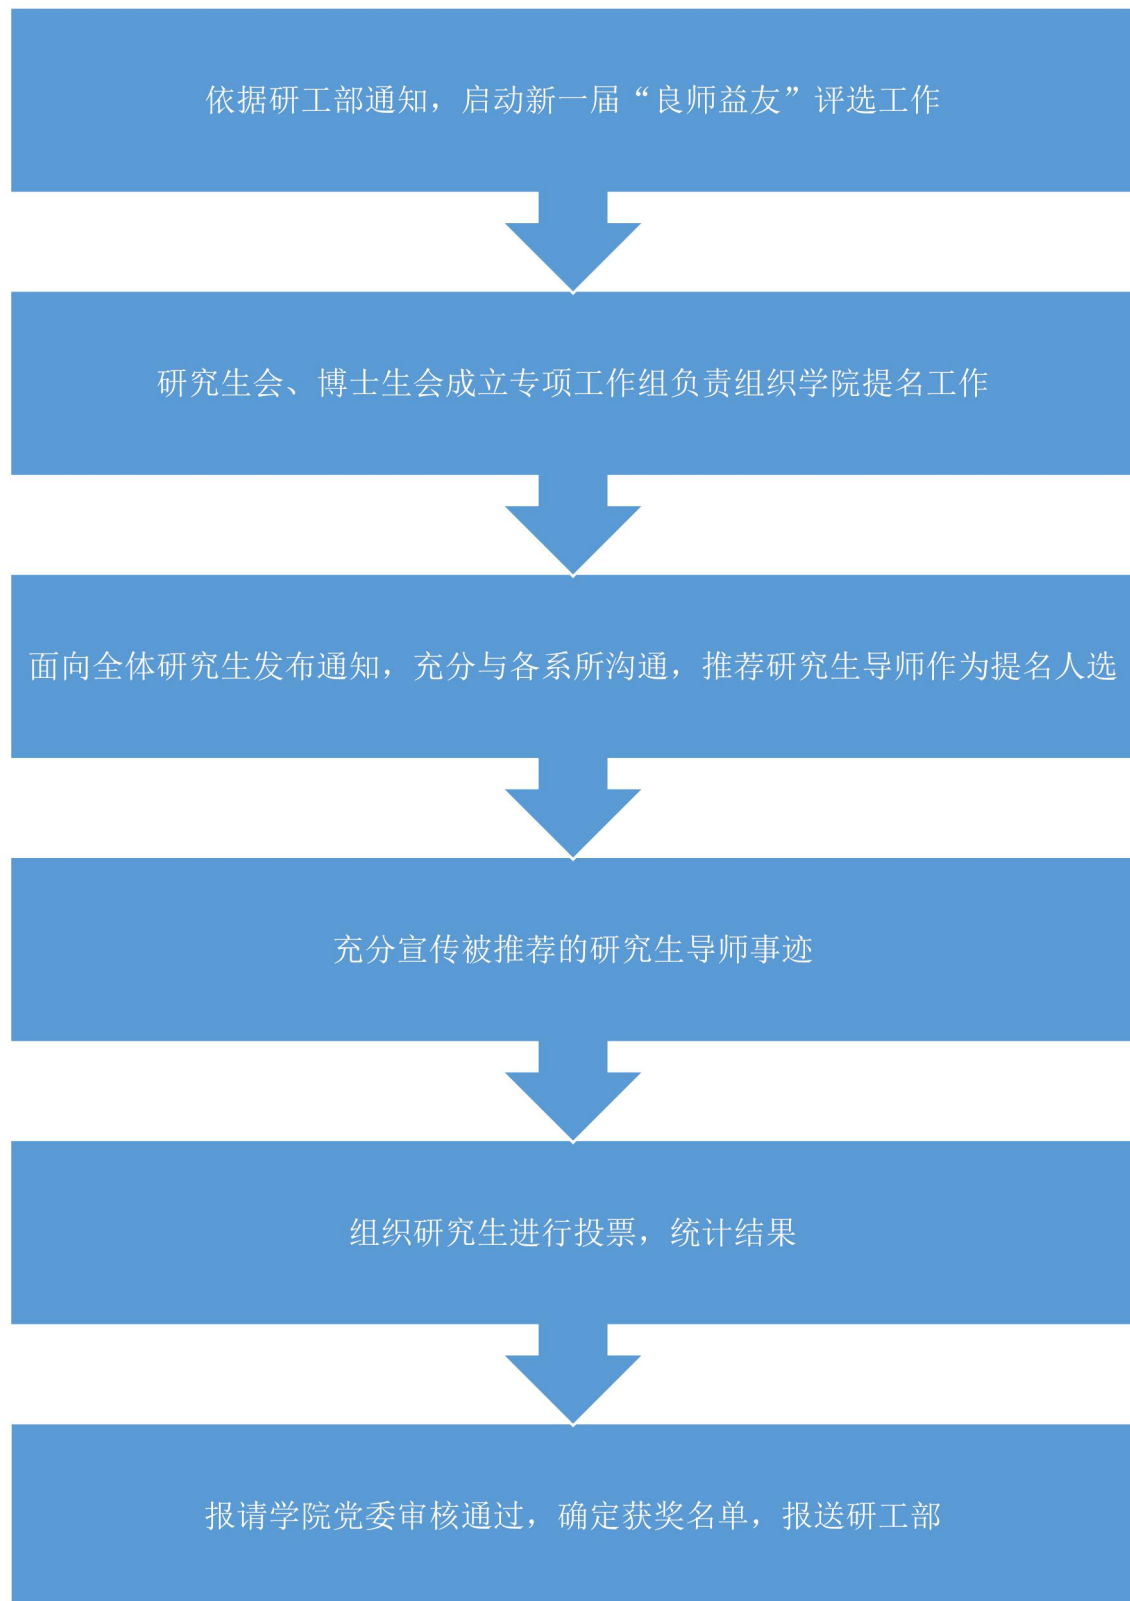 依据研工部通知，启动新一届“良师益友”评选工作
研究生会、博士生会成立专项工作组负责组织学院提名工作
面向全体研究生发布通知，充分与各系所沟通，推荐研究生导师作为提名人选
充分宣传被推荐的研究生导师事迹
组织研究生进行投票，统计结果
报请学院党委审核通过，确定获奖名单，报送研工部